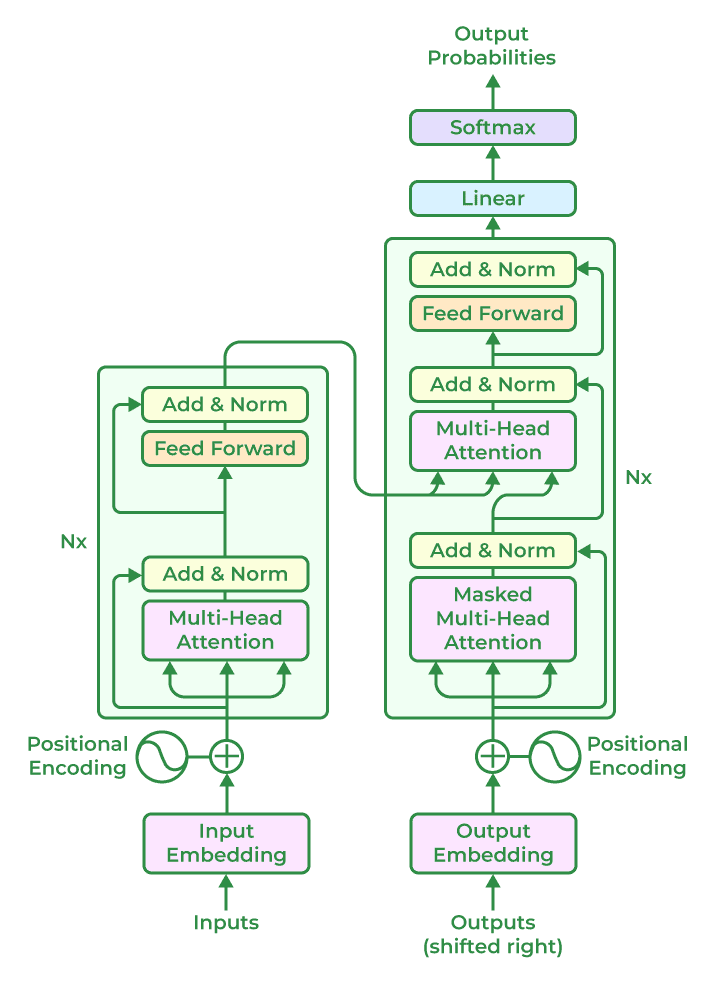 Output
Probabilities
Softmax
Linear
Add & Norm
Feed Forward
Add & Norm
Multi-Head
Attention
Add & Norm
Masked
Multi-Head
Attention
Nx
Add & Norm
Feed Forward
Add & Norm
Multi-Head
Attention
Nx
Positional
Encoding
Positional
Encoding
Input
Embedding
Output
Embedding
Inputs
Outputs
(shifted right)